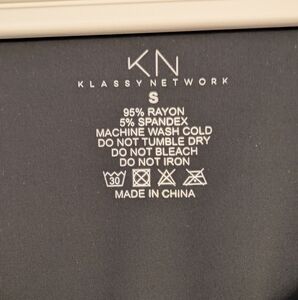 KN
KLASSY NETWORK
S
95% RAYON
5% SPANDEX
MACHINE WASH COLD
DO NOT TUMBLE DRY
DO NOT BLEACH
DO NOT IRON
30
MADE IN CHINA